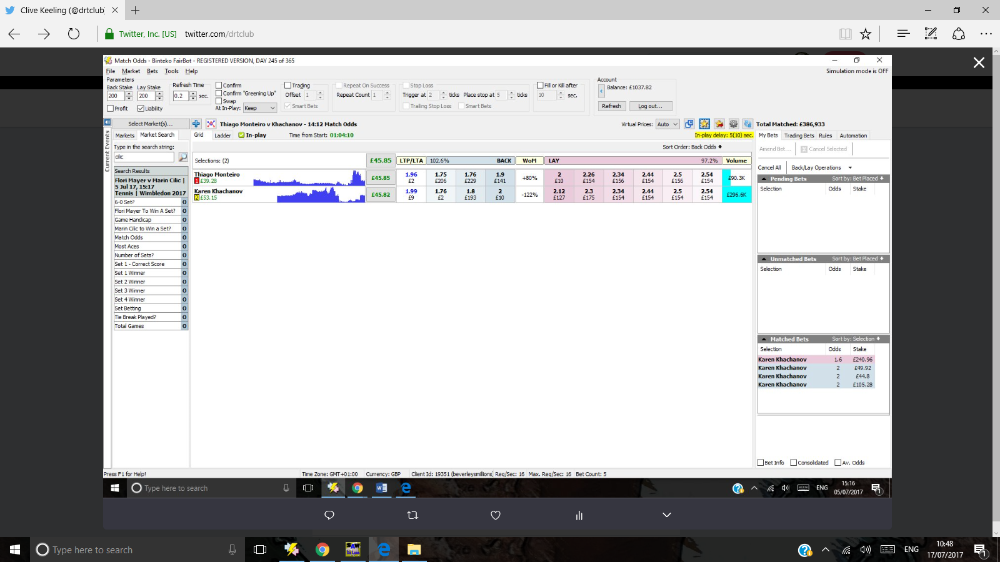 Clive Keeling (@drtclub)
Twitter, Inc. [US] twitter.com/drtclub
Match Odds - Binteko FairBot - REGISTERED VERSION, DAY 245 of 365
File Market Bets Tools Help
Simulation mode is OFF
Parameters
Back Stake Lay Stake Refresh Time
200 200 0.2 sec.
Profit Liability
Confirm
Confirm "Greening Up"
Swap
At In-Play: Keep
Trading
Offset 1
Smart Bets
Repeat On Success
Repeat Count 1
Stop Loss
Trigger at 2 ticks Place stop at 5 ticks
Trailing Stop Loss Smart Bets
Fill or Kill after
10 sec.
Account
Balance: £1037.82
Refresh Log out...
Current Events
Select Market(s)...
Markets Market Search
Type in the search string:
cilic
Search Results
Flori Mayer v Marin Cilic |
5 Jul 17, 15:17
Tennis | Wimbledon 2017
6-0 Set? 0
Flori Mayer To Win A Set? 0
Game Handicap
Marin Cilic to Win a Set? 0
Match Odds 0
Most Aces 0
Number of Sets? 0
Set 1 - Correct Score 0
Set 1 Winner 0
Set 2 Winner 0
Set 3 Winner 0
Set 4 Winner 0
Set Betting 0
Tie Break Played? 0
Total Games 0
Thiago Monteiro v Khachanov - 14:12 Match Odds
Virtual Prices: Auto
Grid Ladder In-play Time from Start: 01:04:10
In-play delay: 5(10) sec.
Sort Order: Back Odds
Selections: (2) £45.85 LTP/LTA 102.6% BACK WoM LAY 97.2% Volume
Thiago Monteiro £45.85 1.96 1.75 1.76 1.9 +80% 2 2.26 2.34 2.44 2.5 2.54 £90.3K
1 £39.28 £2 £206 £229 £141 £10 £154 £156 £154 £156 £154
Karen Khachanov £45.82 1.99 1.76 1.8 2 -122% 2.12 2.3 2.34 2.44 2.5 2.54 £296.6K
2 £53.15 £9 £2 £193 £10 £127 £175 £154 £154 £154 £154
Total Matched: £386,933
My Bets Trading Bets Rules Automation
Amend Bet... Cancel Selected
Cancel All Back/Lay Operations
Pending Bets Sort by: Bet Placed
Selection Odds Stake
Unmatched Bets Sort by: Bet Placed
Selection Odds Stake
Matched Bets Sort by: Selection
Selection Odds Stake
Karen Khachanov 1.6 £240.96
Karen Khachanov 2 £49.92
Karen Khachanov 2 £44.8
Karen Khachanov 2 £105.28
Bet Info Consolidated Av. Odds
Press F1 for Help! Time Zone: GMT+01:00 Currency: GBP Client Id: 19351 (beverleysmillions) Req/Sec: 16 Max. Req/Sec: 16 Bet Count: 5
Type here to search
ENG
15:16
05/07/2017
1
Type here to search
ENG
10:48
17/07/2017
1